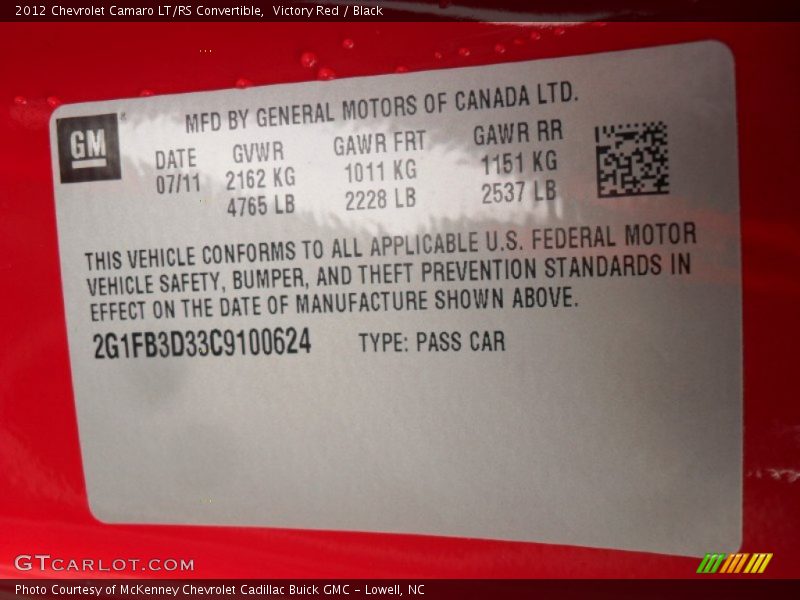 2012 Chevrolet Camaro LT/RS Convertible, Victory Red / Black
MFD BY GENERAL MOTORS OF CANADA LTD.
GM
DATE GVWR GAWR FRT GAWR RR
07/11 2162 KG 1011 KG 1151 KG
4765 LB 2228 LB 2537 LB
THIS VEHICLE CONFORMS TO ALL APPLICABLE U.S. FEDERAL MOTOR
VEHICLE SAFETY, BUMPER, AND THEFT PREVENTION STANDARDS IN
EFFECT ON THE DATE OF MANUFACTURE SHOWN ABOVE.
2G1FB3D33C9100624 TYPE: PASS CAR
GTCARLOT.COM
Photo Courtesy of McKenney Chevrolet Cadillac Buick GMC - Lowell, NC